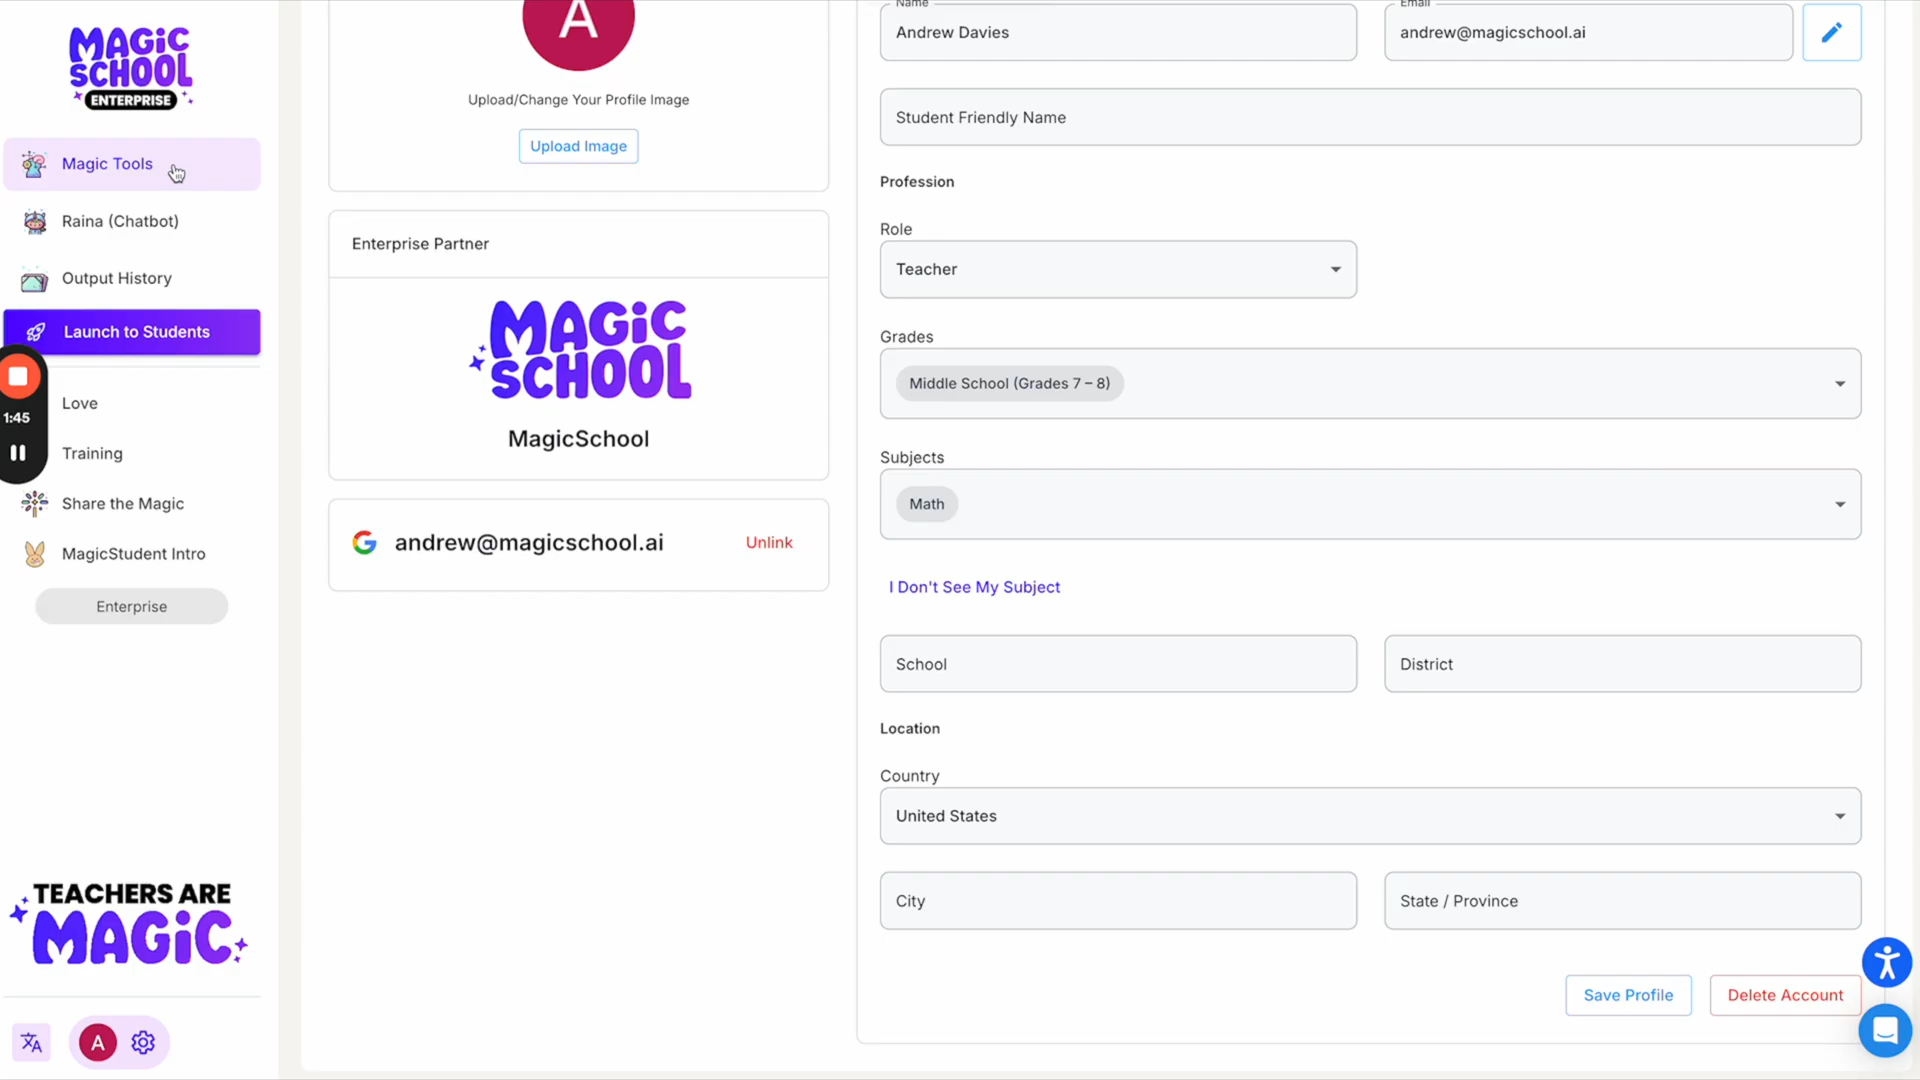 MAGiC
SCHOOL
ENTERPRISE
Magic Tools
Raina (Chatbot)
Output History
Launch to Students
1:45
Love
Training
Share the Magic
MagicStudent Intro
Enterprise
TEACHERS ARE
MAGiC
A
A
Upload/Change Your Profile Image
Upload Image
Enterprise Partner
MAGiC
SCHOOL
MagicSchool
andrew@magicschool.ai
Unlink
Name
Andrew Davies
Email
andrew@magicschool.ai
Student Friendly Name
Profession
Role
Teacher
Grades
Middle School (Grades 7 – 8)
Subjects
Math
I Don't See My Subject
School
District
Location
Country
United States
City
State / Province
Save Profile
Delete Account